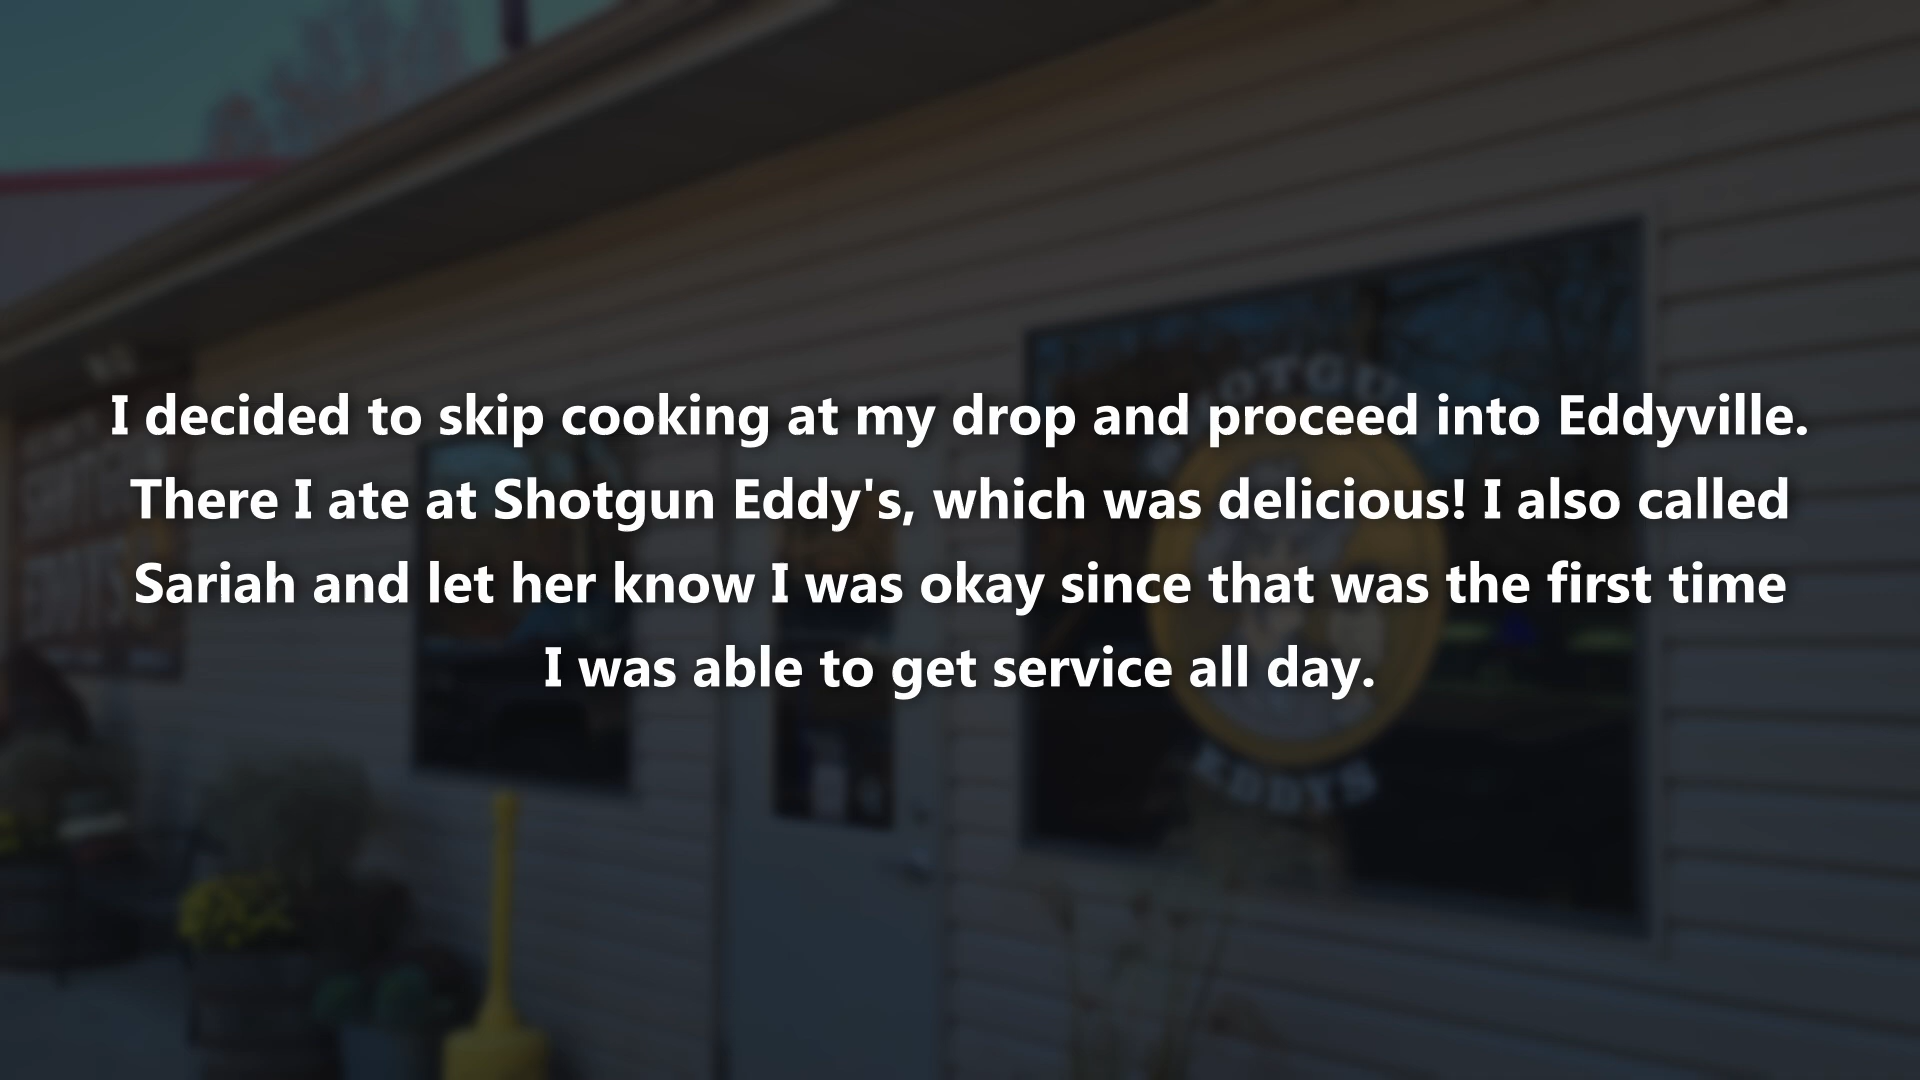 I decided to skip cooking at my drop and proceed into Eddyville.
There I ate at Shotgun Eddy's, which was delicious! I also called
Sariah and let her know I was okay since that was the first time
I was able to get service all day.
SHOTGUN
EDDYS